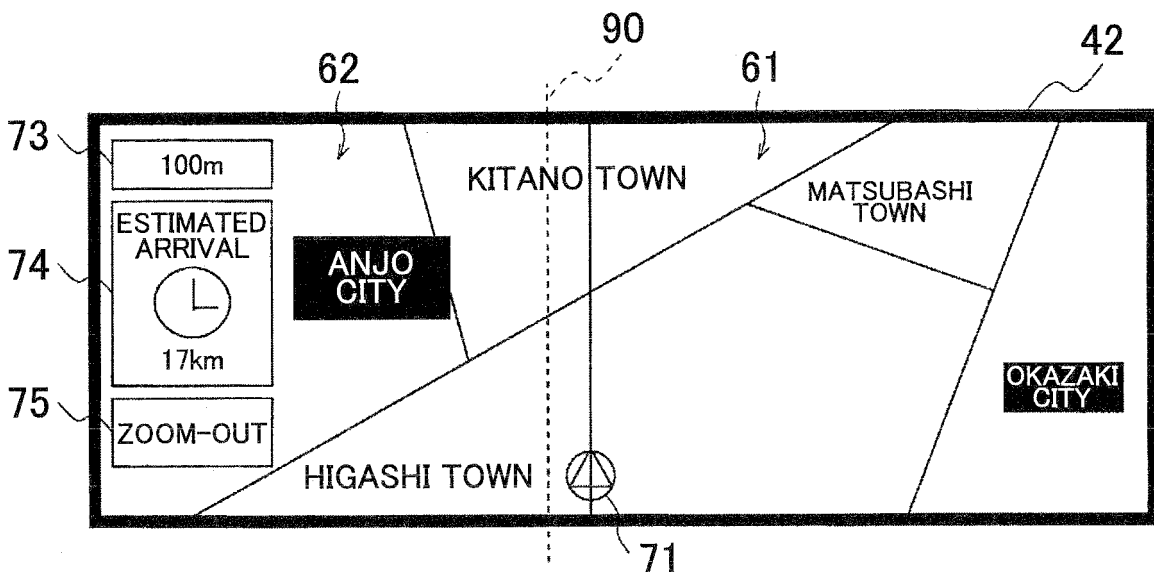 90
62
61
42
73
100m
KITANO TOWN
MATSUBASHI
TOWN
74
ESTIMATED
ARRIVAL
17km
ANJO
CITY
OKAZAKI
CITY
75
ZOOM-OUT
HIGASHI TOWN
71